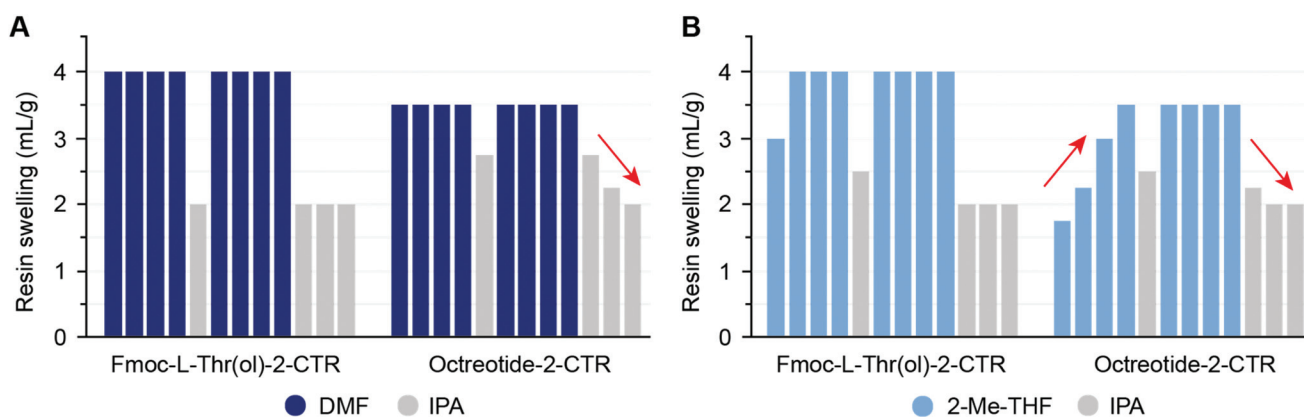 A
Resin swelling (mL/g)
4
3
2
1
0
Fmoc-L-Thr(ol)-2-CTR
Octreotide-2-CTR
DMF
IPA
B
Resin swelling (mL/g)
4
3
2
1
0
Fmoc-L-Thr(ol)-2-CTR
Octreotide-2-CTR
2-Me-THF
IPA